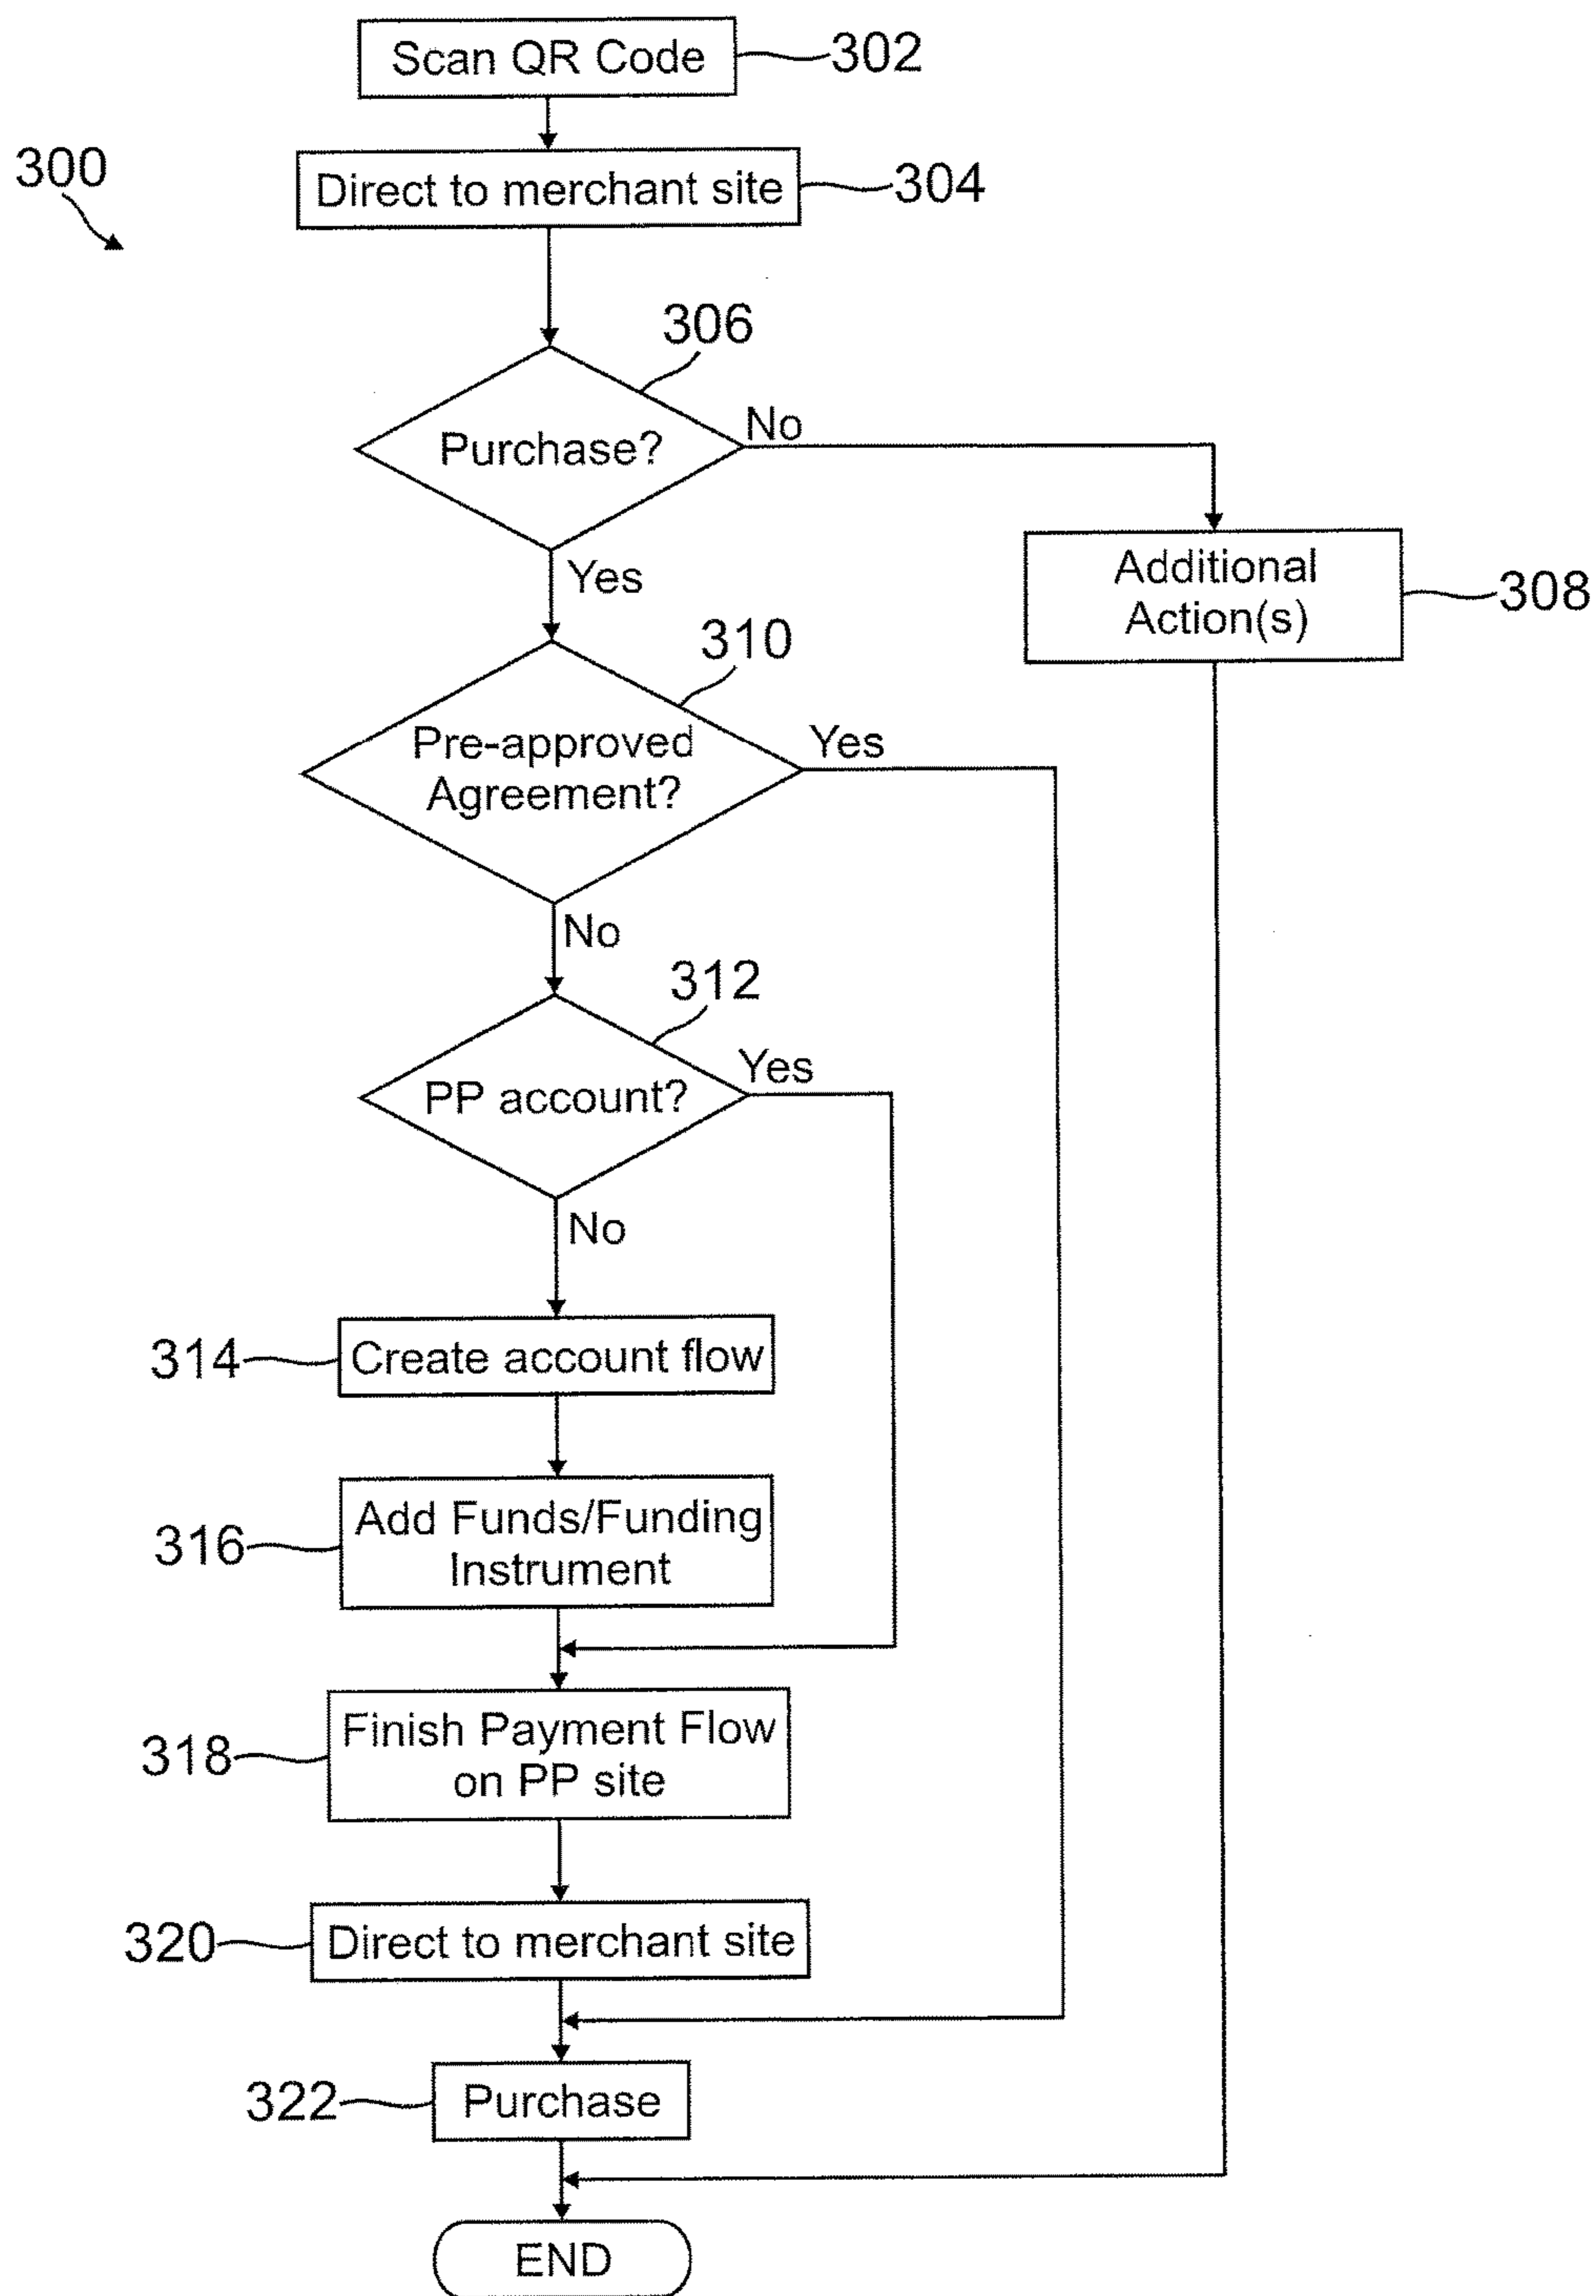 Scan QR Code
302
300
Direct to merchant site
304
306
Purchase?
No
Yes
Additional
Action(s)
308
310
Pre-approved
Agreement?
Yes
No
312
PP account?
Yes
No
314
Create account flow
316
Add Funds/Funding
Instrument
318
Finish Payment Flow
on PP site
320
Direct to merchant site
322
Purchase
END